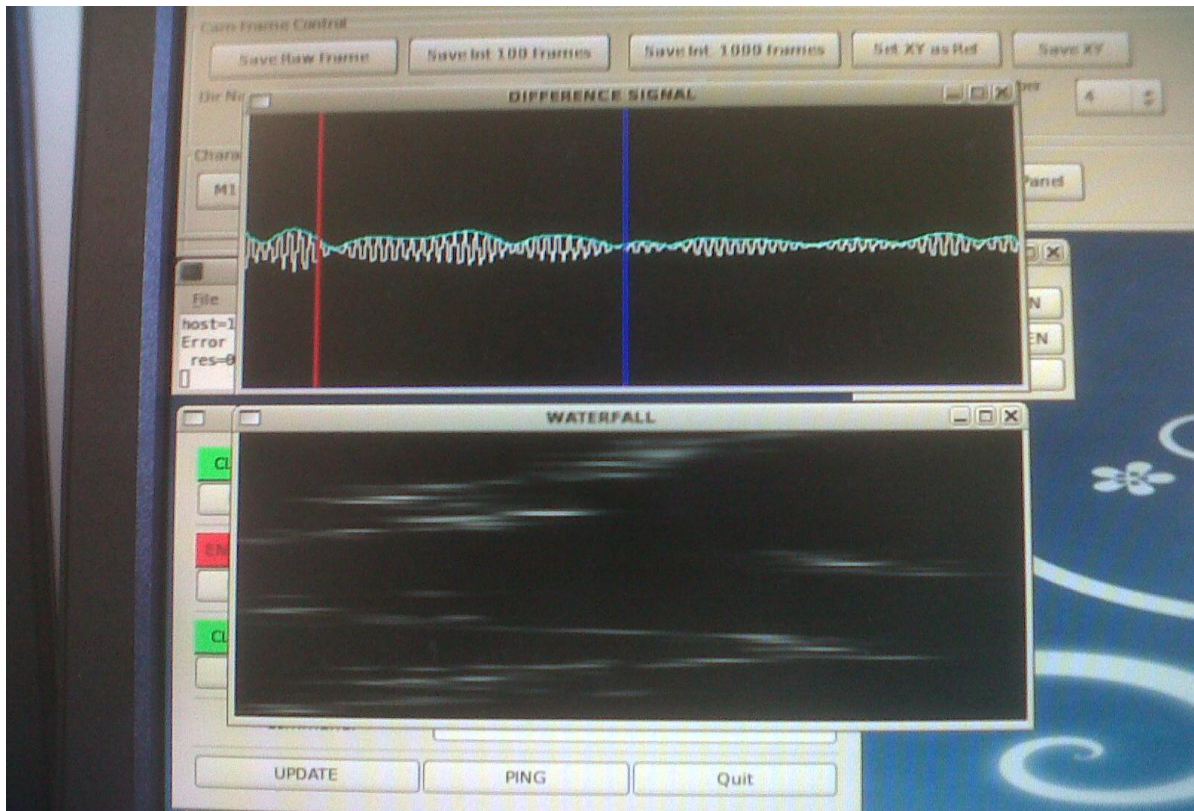 Cam Frame Control
Save Raw Frame
Save Int 100 frames
Save Int 1000 frames
Set XY as Ref
Save XY
Dir
4
DIFFERENCE SIGNAL
M1
Panel
File
N
host=1
Error
EN
res=0
WATERFALL
CL
CL
UPDATE
PING
Quit